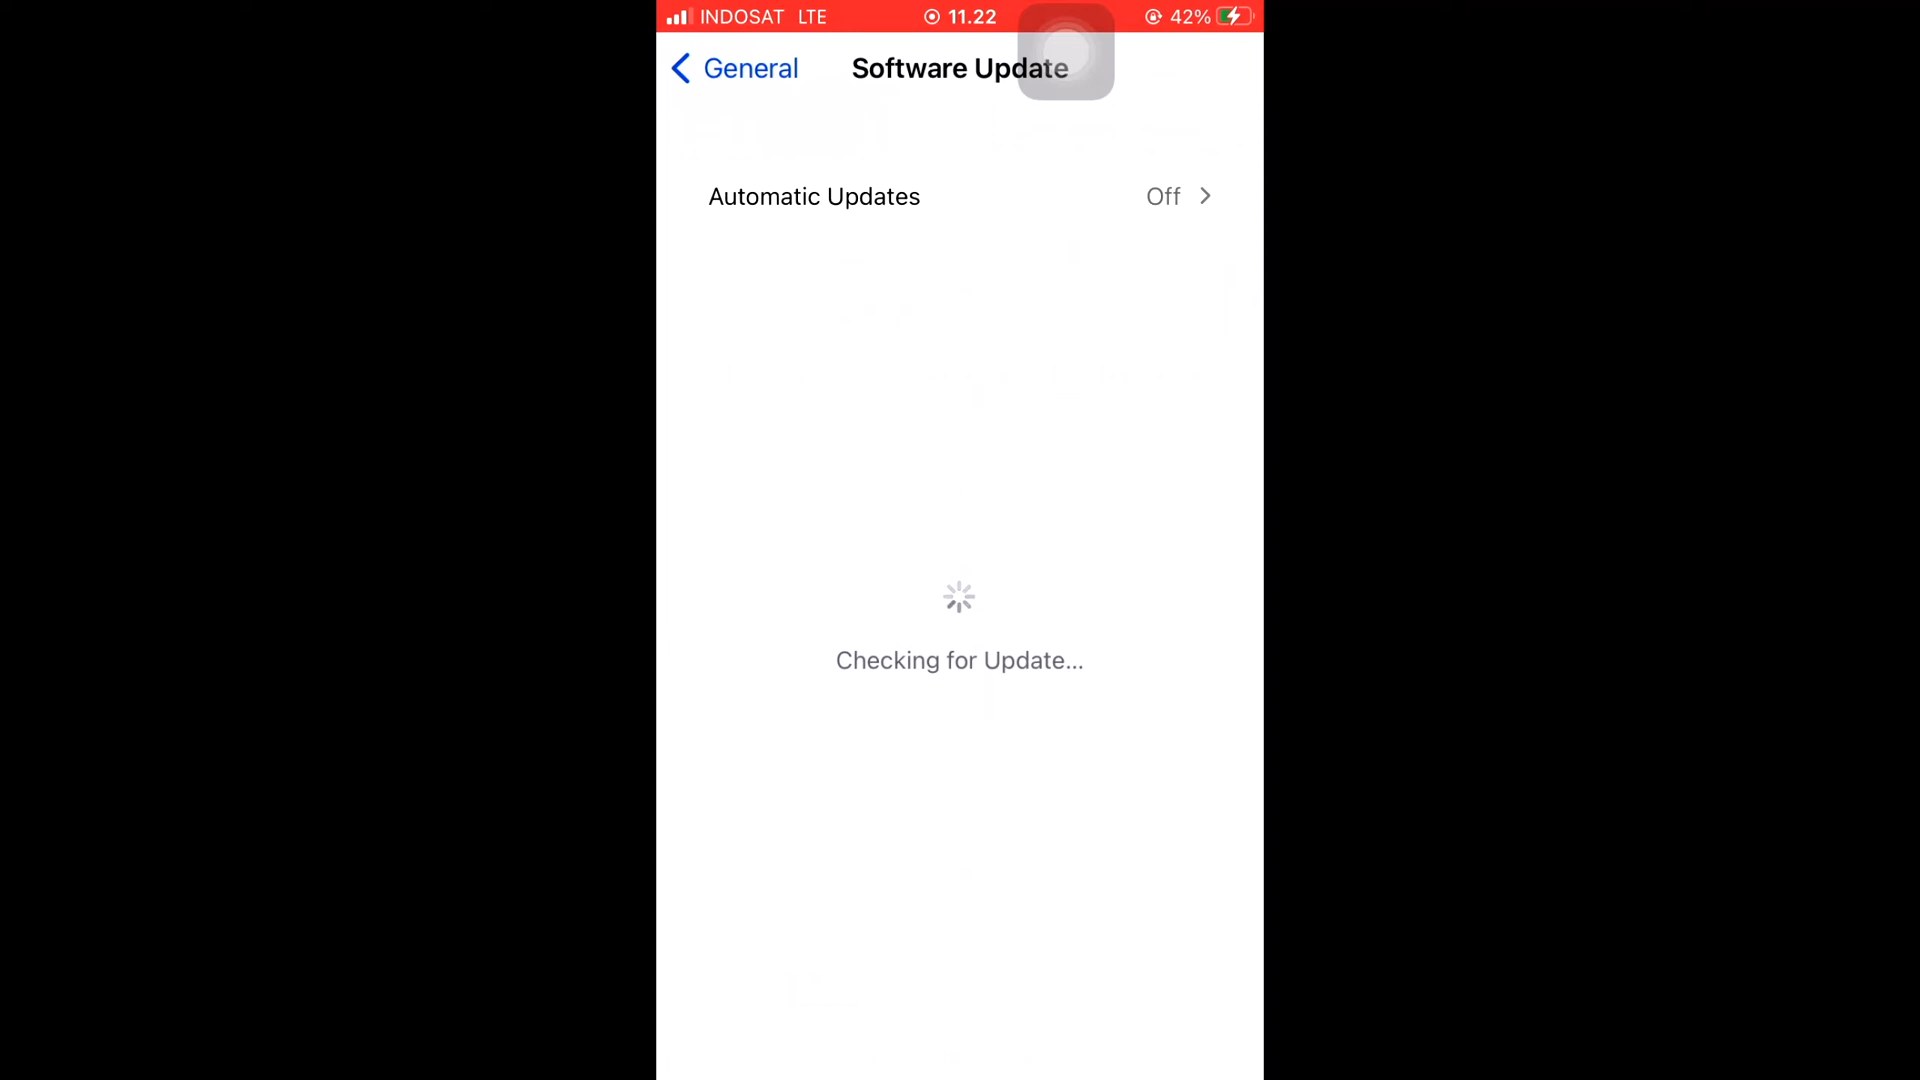 INDOSAT LTE 11.22 42%
General Software Update
Automatic Updates Off
Checking for Update...